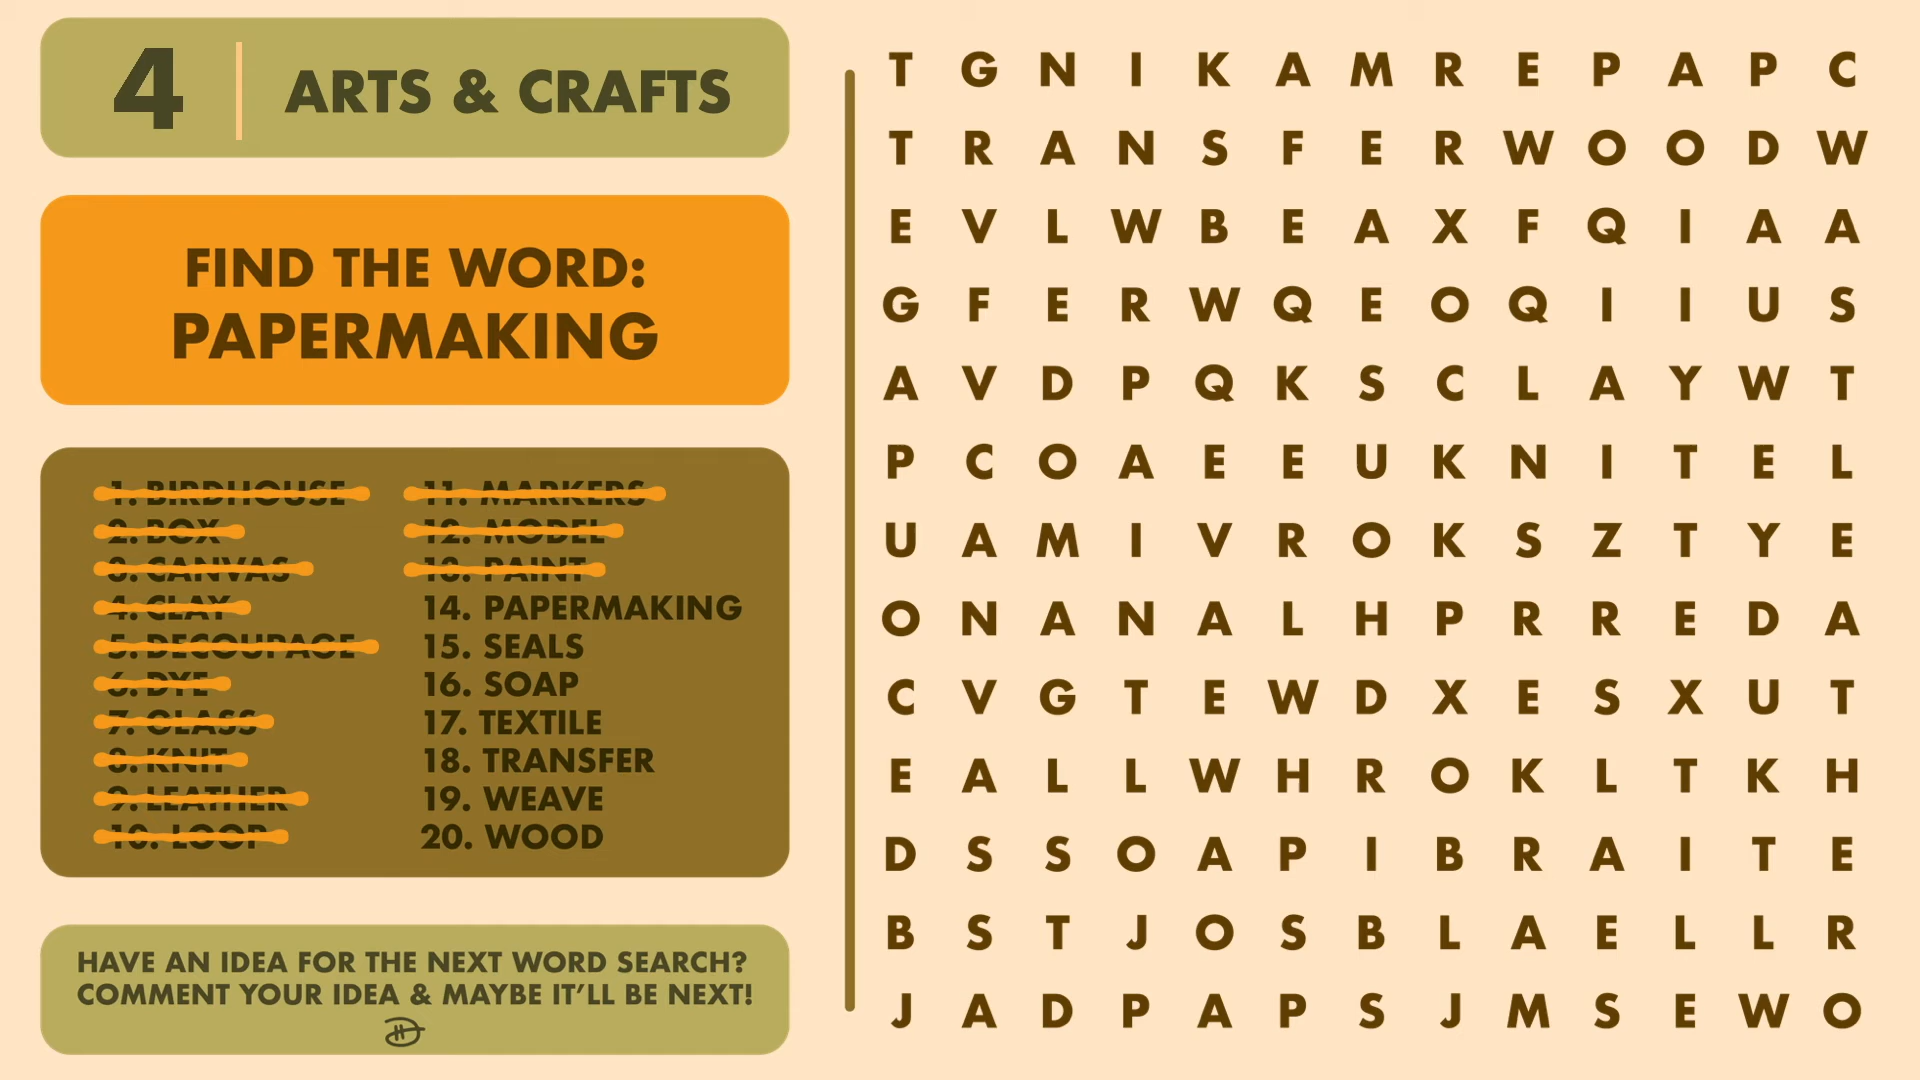 4 | ARTS & CRAFTS
FIND THE WORD:
PAPERMAKING
1. BIRDHOUSE
2. BOX
3. CANVAS
4. CLAY
5. DECOUPAGE
6. DYE
7. GLASS
8. KNIT
9. LEATHER
10. LOOP
11. MARKERS
12. MODEL
13. PAINT
14. PAPERMAKING
15. SEALS
16. SOAP
17. TEXTILE
18. TRANSFER
19. WEAVE
20. WOOD
HAVE AN IDEA FOR THE NEXT WORD SEARCH?
COMMENT YOUR IDEA & MAYBE IT'LL BE NEXT!
T G N I K A M R E P A P C
T R A N S F E R W O O D W
E V L W B E A X F Q I A A
G F E R W Q E O Q I I U S
A V D P Q K S C L A Y W T
P C O A E E U K N I T E L
U A M I V R O K S Z T Y E
O N A N A L H P R R E D A
C V G T E W D X E S X U T
E A L L W H R O K L T K H
D S S O A P I B R A I T E
B S T J O S B L A E L L R
J A D P A P S J M S E W O